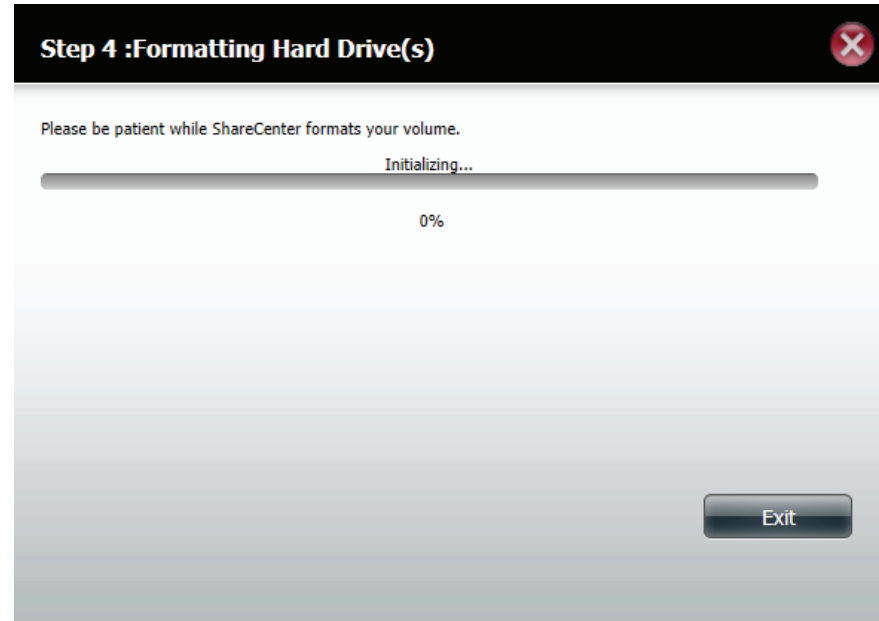 Step 4 :Formatting Hard Drive(s)
Please be patient while ShareCenter formats your volume.
Initializing...
0%
Exit